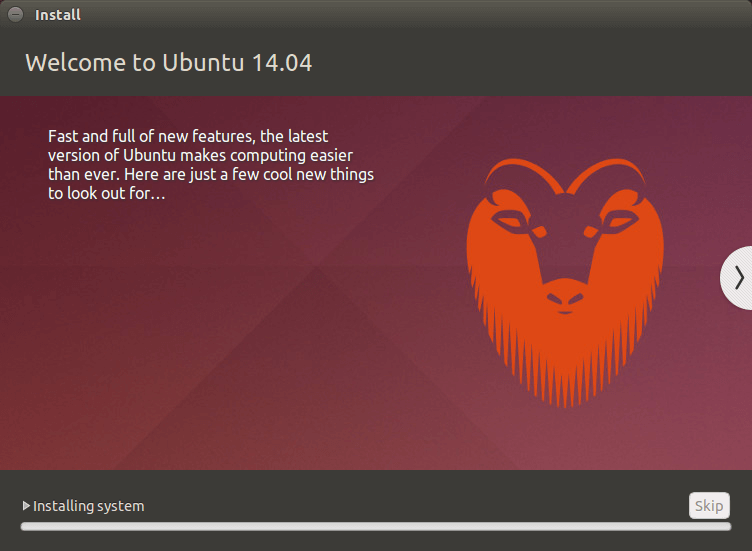 Install
Welcome to Ubuntu 14.04
Fast and full of new features, the latest
version of Ubuntu makes computing easier
than ever. Here are just a few cool new things
to look out for…
Installing system
Skip